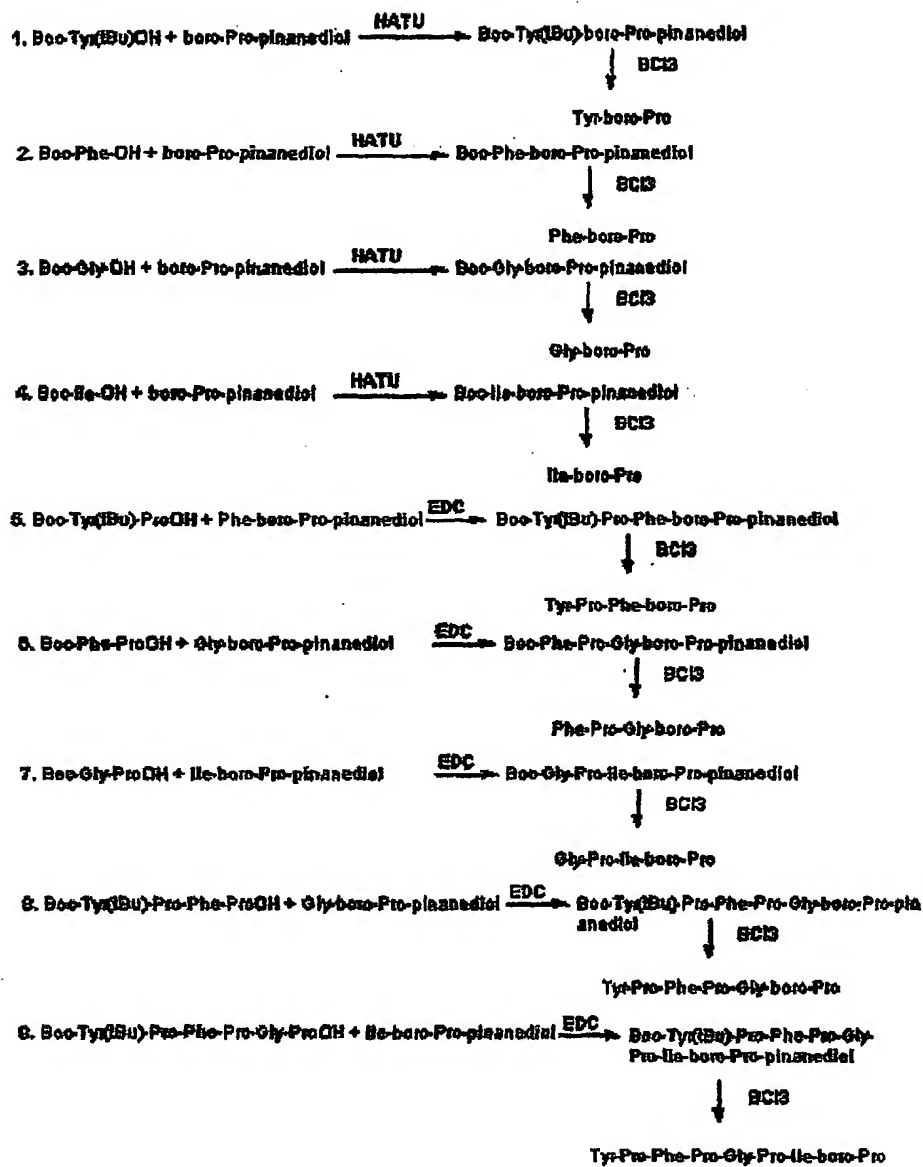 HATU
1. Boc-Tyr(tBu)OH + boro-Pro-pinanediol Boc-Tyr(tBu)-boro-Pro-pinanediol
BCl3
Tyr-boro-Pro
HATU
2. Boc-Phe-OH + boro-Pro-pinanediol Boc-Phe-boro-Pro-pinanediol
BCl3
Phe-boro-Pro
HATU
3. Boc-Gly-OH + boro-Pro-pinanediol Boc-Gly-boro-Pro-pinanediol
BCl3
Gly-boro-Pro
HATU
4. Boc-Ile-OH + boro-Pro-pinanediol Boc-Ile-boro-Pro-pinanediol
BCl3
Ile-boro-Pro
EDC
5. Boc-Tyr(tBu)-ProOH + Phe-boro-Pro-pinanediol Boc-Tyr(tBu)-Pro-Phe-boro-Pro-pinanediol
BCl3
Tyr-Pro-Phe-boro-Pro
EDC
6. Boc-Phe-ProOH + Gly-boro-Pro-pinanediol Boc-Phe-Pro-Gly-boro-Pro-pinanediol
BCl3
Phe-Pro-Gly-boro-Pro
EDC
7. Boc-Gly-ProOH + Ile-boro-Pro-pinanediol Boc-Gly-Pro-Ile-boro-Pro-pinanediol
BCl3
Gly-Pro-Ile-boro-Pro
EDC
8. Boc-Tyr(tBu)-Pro-Phe-ProOH + Gly-boro-Pro-pinanediol Boc-Tyr(tBu)-Pro-Phe-Pro-Gly-boro-Pro-pin
anediol
BCl3
Tyr-Pro-Phe-Pro-Gly-boro-Pro
EDC
9. Boc-Tyr(tBu)-Pro-Phe-Pro-Gly-ProOH + Ile-boro-Pro-pinanediol Boc-Tyr(tBu)-Pro-Phe-Pro-Gly-
Pro-Ile-boro-Pro-pinanediol
BCl3
Tyr-Pro-Phe-Pro-Gly-Pro-Ile-boro-Pro